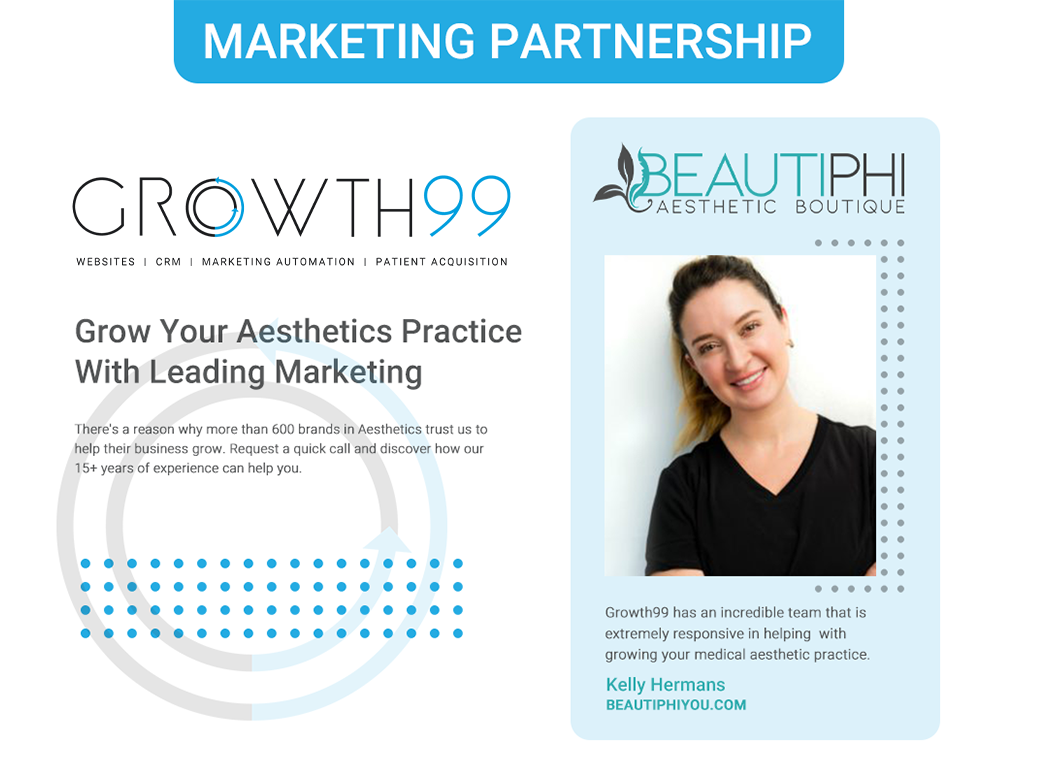 MARKETING PARTNERSHIP
GROWTH99
WEBSITES | CRM | MARKETING AUTOMATION | PATIENT ACQUISITION
Grow Your Aesthetics Practice
With Leading Marketing
There's a reason why more than 600 brands in Aesthetics trust us to
help their business grow. Request a quick call and discover how our
15+ years of experience can help you.
BEAUTIPHI
AESTHETIC BOUTIQUE
Growth99 has an incredible team that is
extremely responsive in helping with
growing your medical aesthetic practice.
Kelly Hermans
BEAUTIPHIYOU.COM